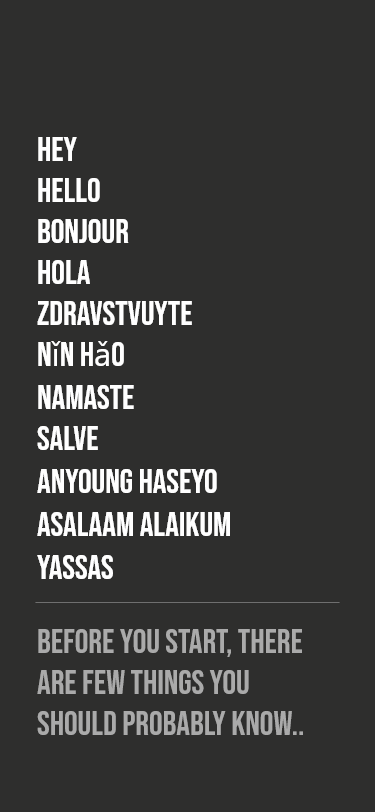 HEY
HELLO
BONJOUR
HOLA
ZDRAVSTVUYTE
NǐN HǎO
NAMASTE
SALVE
ANYOUNG HASEYO
ASALAAM ALAIKUM
YASSAS
BEFORE YOU START, THERE
ARE FEW THINGS YOU
SHOULD PROBABLY KNOW..